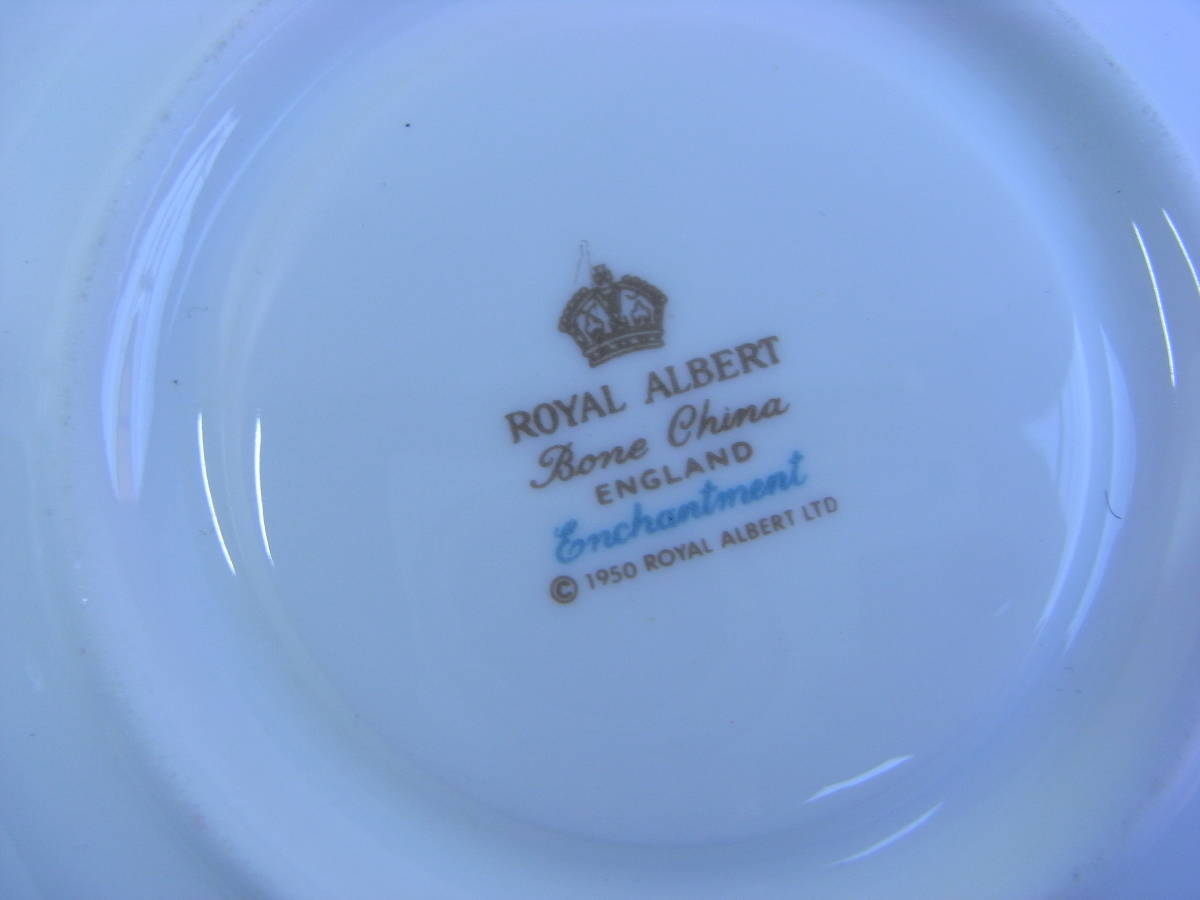 ROYAL ALBERT
Bone China
ENGLAND
Enchantment
© 1950 ROYAL ALBERT LTD